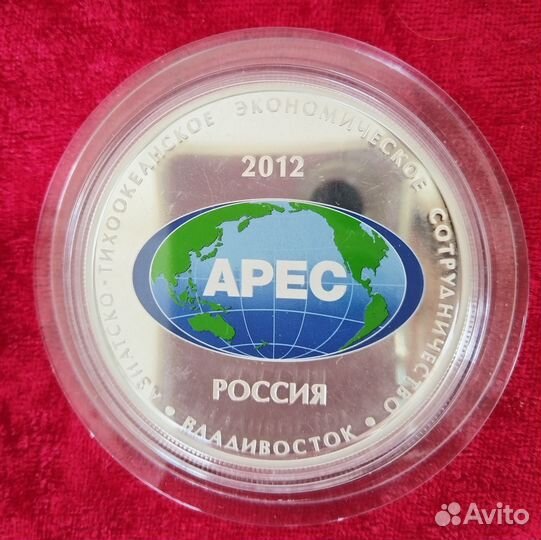 АЗИАТСКО-ТИХООКЕАНСКОЕ ЭКОНОМИЧЕСКОЕ СОТРУДНИЧЕСТВО
2012
APEC
РОССИЯ
• ВЛАДИВОСТОК •
Avito